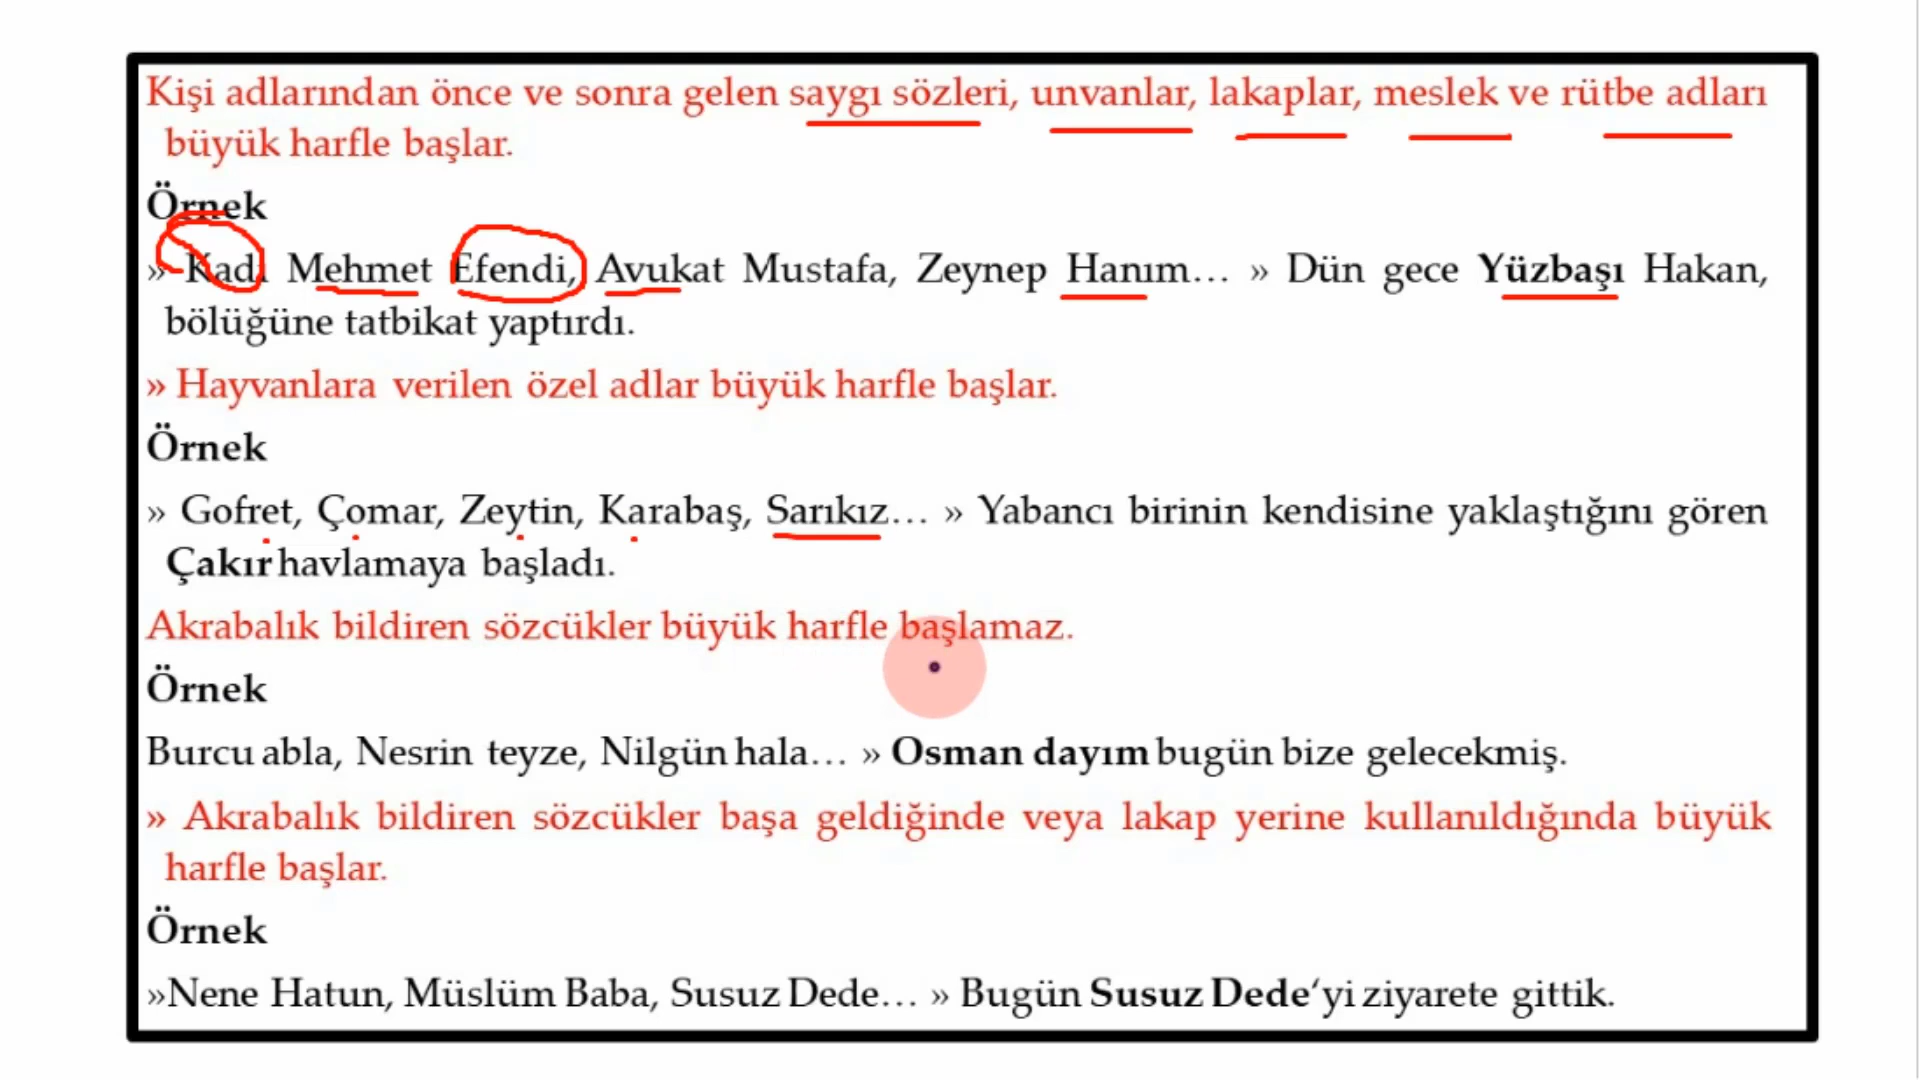 Kişi adlarından önce ve sonra gelen saygı sözleri, unvanlar, lakaplar, meslek ve rütbe adları
büyük harfle başlar.
Örnek
» Kadı Mehmet Efendi, Avukat Mustafa, Zeynep Hanım… » Dün gece Yüzbaşı Hakan,
bölüğüne tatbikat yaptırdı.
» Hayvanlara verilen özel adlar büyük harfle başlar.
Örnek
» Gofret, Çomar, Zeytin, Karabaş, Sarıkız… » Yabancı birinin kendisine yaklaştığını gören
Çakır havlamaya başladı.
Akrabalık bildiren sözcükler büyük harfle başlamaz.
Örnek
Burcu abla, Nesrin teyze, Nilgün hala… » Osman dayım bugün bize gelecekmiş.
» Akrabalık bildiren sözcükler başa geldiğinde veya lakap yerine kullanıldığında büyük
harfle başlar.
Örnek
»Nene Hatun, Müslüm Baba, Susuz Dede… » Bugün Susuz Dede‘yi ziyarete gittik.